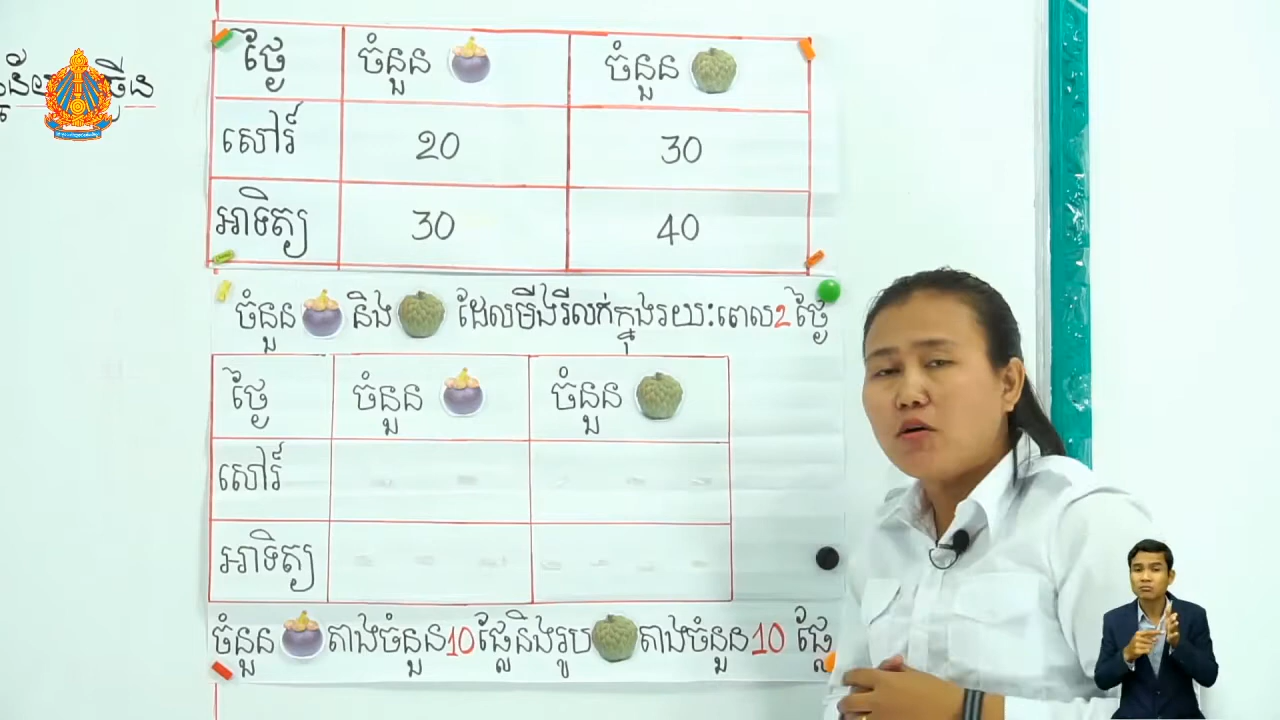 ថ្ងៃ ចំនួន ចំនួន
សៅរ៍ 20 30
អាទិត្យ 30 40
ចំនួន និង ដែលមីងរីលក់ក្នុងរយៈពេល2ថ្ងៃ
ថ្ងៃ ចំនួន ចំនួន
សៅរ៍
អាទិត្យ
ចំនួន តាងចំនួន10ផ្លែនិងរូប តាងចំនួន10 ផ្លែ